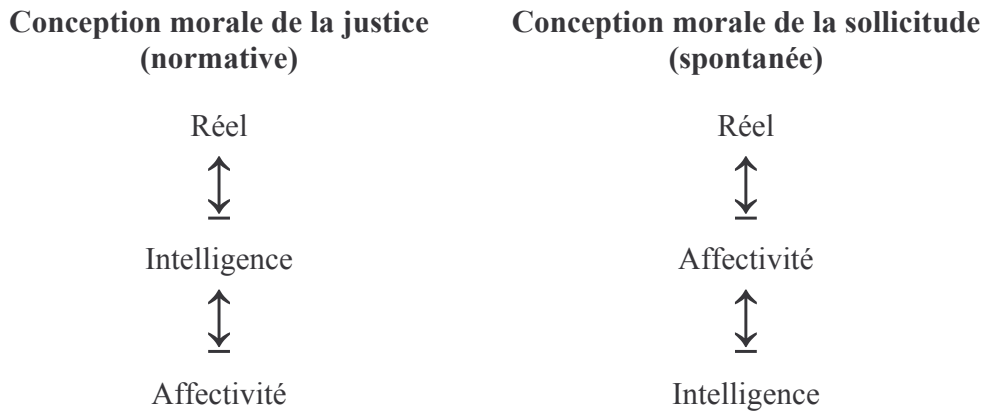 Conception morale de la justice
(normative)
Réel
Intelligence
Affectivité
Conception morale de la sollicitude
(spontanée)
Réel
Affectivité
Intelligence